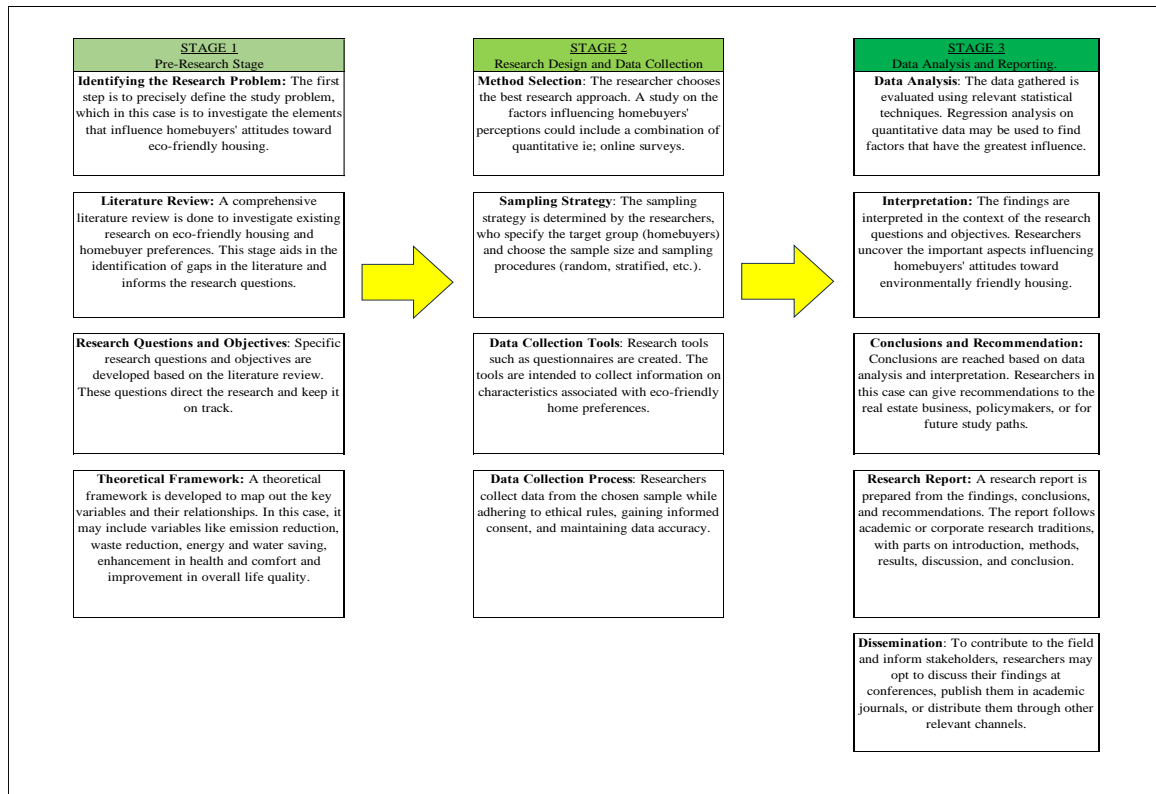 STAGE 1
Pre-Research Stage
Identifying the Research Problem: The first
step is to precisely define the study problem,
which in this case is to investigate the elements
that influence homebuyers' attitudes toward
eco-friendly housing.
Literature Review: A comprehensive
literature review is done to investigate existing
research on eco-friendly housing and
homebuyer preferences. This stage aids in the
identification of gaps in the literature and
informs the research questions.
Research Questions and Objectives: Specific
research questions and objectives are
developed based on the literature review.
These questions direct the research and keep it
on track.
Theoretical Framework: A theoretical
framework is developed to map out the key
variables and their relationships. In this case, it
may include variables like emission reduction,
waste reduction, energy and water saving,
enhancement in health and comfort and
improvement in overall life quality.
STAGE 2
Research Design and Data Collection
Method Selection: The researcher chooses
the best research approach. A study on the
factors influencing homebuyers'
perceptions could include a combination of
quantitative ie; online surveys.
Sampling Strategy: The sampling
strategy is determined by the researchers,
who specify the target group (homebuyers)
and choose the sample size and sampling
procedures (random, stratified, etc.).
Data Collection Tools: Research tools
such as questionnaires are created. The
tools are intended to collect information on
characteristics associated with eco-friendly
home preferences.
Data Collection Process: Researchers
collect data from the chosen sample while
adhering to ethical rules, gaining informed
consent, and maintaining data accuracy.
STAGE 3
Data Analysis and Reporting.
Data Analysis: The data gathered is
evaluated using relevant statistical
techniques. Regression analysis on
quantitative data may be used to find
factors that have the greatest influence.
Interpretation: The findings are
interpreted in the context of the research
questions and objectives. Researchers
uncover the important aspects influencing
homebuyers' attitudes toward
environmentally friendly housing.
Conclusions and Recommendation:
Conclusions are reached based on data
analysis and interpretation. Researchers in
this case can give recommendations to the
real estate business, policymakers, or for
future study paths.
Research Report: A research report is
prepared from the findings, conclusions,
and recommendations. The report follows
academic or corporate research traditions,
with parts on introduction, methods,
results, discussion, and conclusion.
Dissemination: To contribute to the field
and inform stakeholders, researchers may
opt to discuss their findings at
conferences, publish them in academic
journals, or distribute them through other
relevant channels.